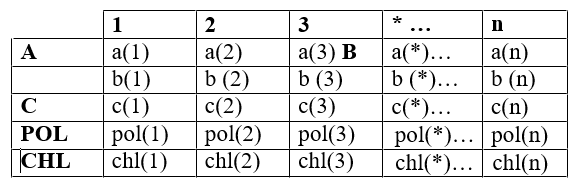 1 2 3 * … n
A a(1) a(2) a(3) B a(*)… a(n)
b(1) b (2) b (3) b (*)… b (n)
C c(1) c(2) c(3) c(*)… c(n)
POL pol(1) pol(2) pol(3) pol(*)… pol(n)
CHL chl(1) chl(2) chl(3) chl(*)… chl(n)